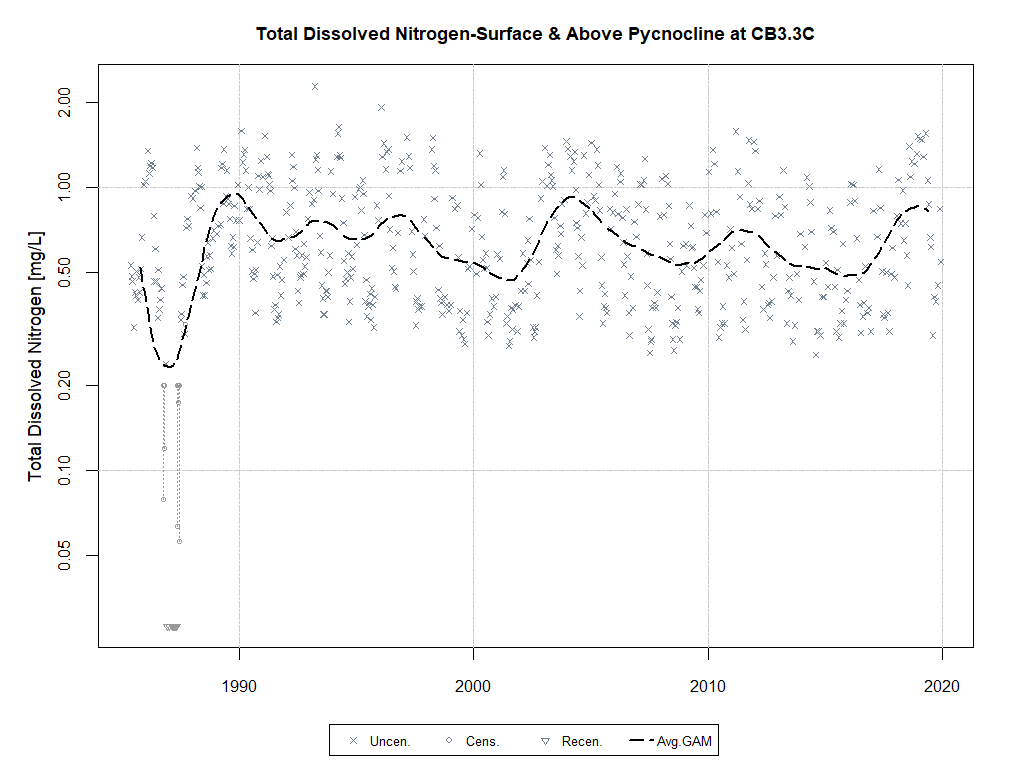 Total Dissolved Nitrogen-Surface & Above Pycnocline at CB3.3C
Total Dissolved Nitrogen [mg/L]
2.00
1.00
0.50
0.20
0.10
0.05
1990 2000 2010 2020
Uncen. Cens. Recen. Avg.GAM